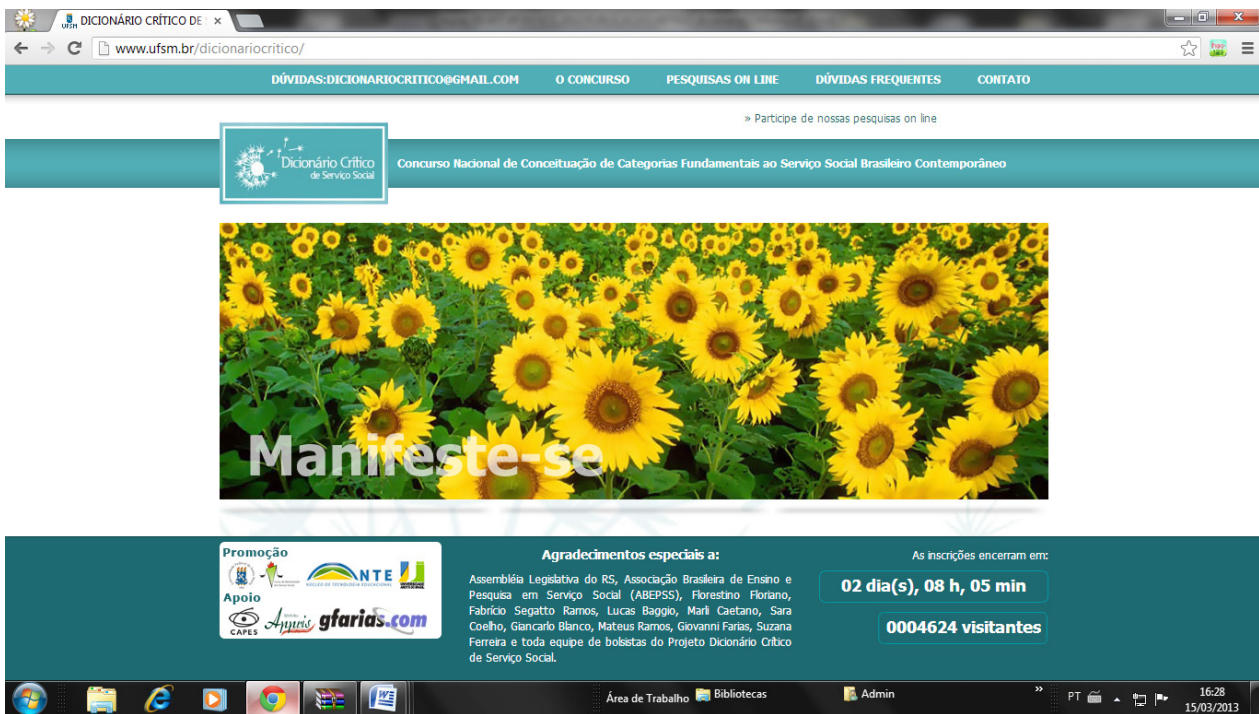 DICIONÁRIO CRÍTICO DE
www.ufsm.br/dicionariocritico/
DÚVIDAS:DICIONARIOCRITICO@GMAIL.COM O CONCURSO PESQUISAS ON LINE DÚVIDAS FREQUENTES CONTATO
» Participe de nossas pesquisas on line
Dicionário Crítico
de Serviço Social
Concurso Nacional de Conceituação de Categorias Fundamentais ao Serviço Social Brasileiro Contemporâneo
Manifeste-se
Promoção
NTE
NÚCLEO DE TECNOLOGIA EDUCACIONAL
Apoio
CAPES
Appris
gfarias.com
Agradecimentos especiais a:
Assembléia Legislativa do RS, Associação Brasileira de Ensino e
Pesquisa em Serviço Social (ABEPSS), Florestino Floriano,
Fabrício Segatto Ramos, Lucas Baggio, Marli Caetano, Sara
Coelho, Giancarlo Blanco, Mateus Ramos, Giovanni Farias, Suzana
Ferreira e toda equipe de bolsistas do Projeto Dicionário Crítico
de Serviço Social.
As inscrições encerram em:
02 dia(s), 08 h, 05 min
0004624 visitantes
Área de Trabalho Bibliotecas Admin » PT 16:28
15/03/2013